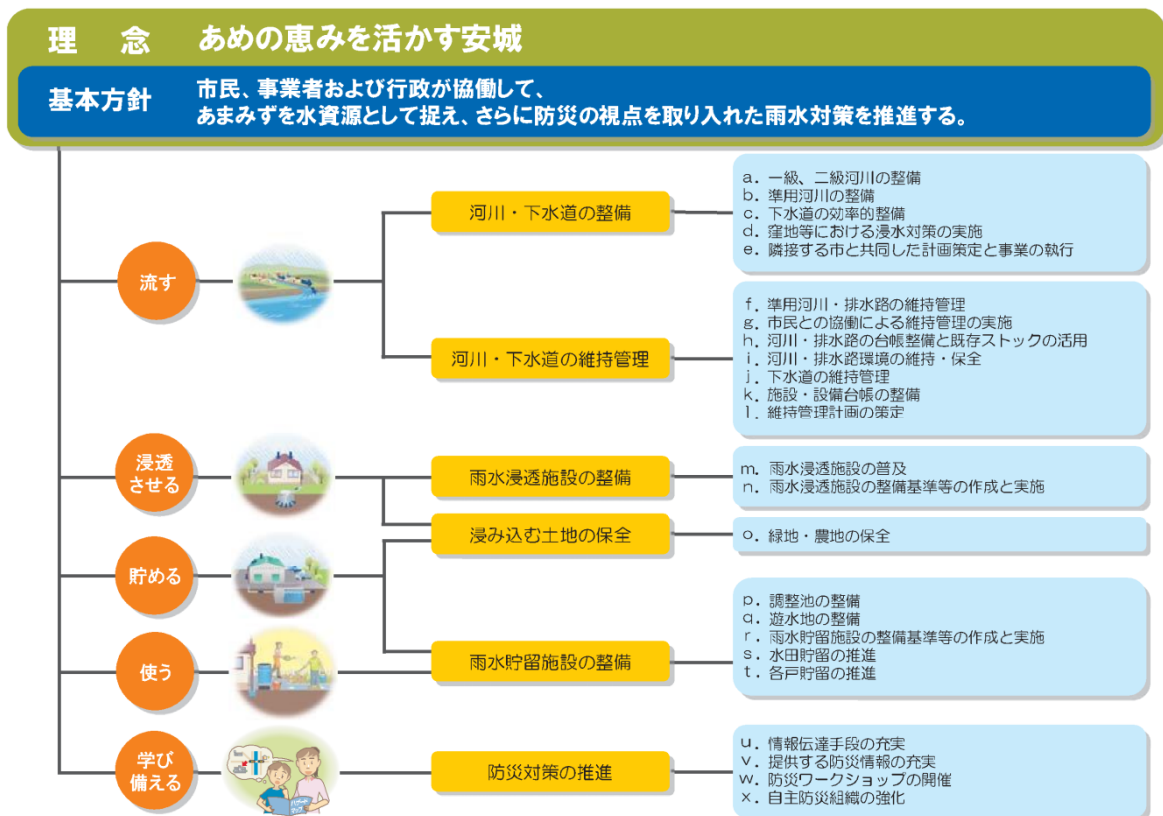 理 念 あめの恵みを活かす安城
基本方針 市民、事業者および行政が協働して、
あまみずを水資源として捉え、さらに防災の視点を取り入れた雨水対策を推進する。
流す
河川・下水道の整備
a．一級、二級河川の整備
b．準用河川の整備
c．下水道の効率的整備
d．窪地等における浸水対策の実施
e．隣接する市と共同した計画策定と事業の執行
河川・下水道の維持管理
f．準用河川・排水路の維持管理
g．市民との協働による維持管理の実施
h．河川・排水路の台帳整備と既存ストックの活用
i．河川・排水路環境の維持・保全
j．下水道の維持管理
k．施設・設備台帳の整備
l．維持管理計画の策定
浸透
させる
雨水浸透施設の整備
m．雨水浸透施設の普及
n．雨水浸透施設の整備基準等の作成と実施
浸み込む土地の保全
o．緑地・農地の保全
貯める
使う
雨水貯留施設の整備
p．調整池の整備
q．遊水地の整備
r．雨水貯留施設の整備基準等の作成と実施
s．水田貯留の推進
t．各戸貯留の推進
学び
備える
防災対策の推進
u．情報伝達手段の充実
v．提供する防災情報の充実
w．防災ワークショップの開催
x．自主防災組織の強化